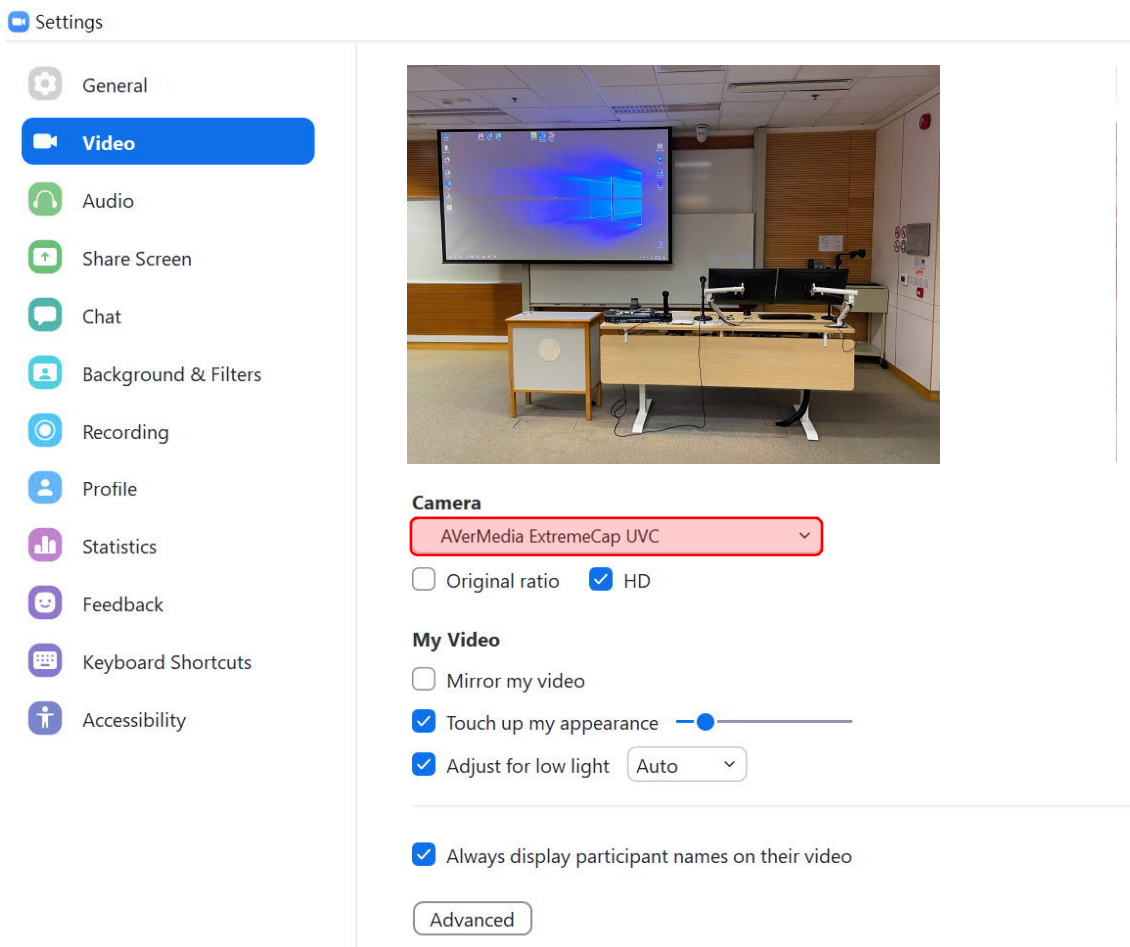 Settings
General
Video
Audio
Share Screen
Chat
Background & Filters
Recording
Profile
Statistics
Feedback
Keyboard Shortcuts
Accessibility
Camera
AVerMedia ExtremeCap UVC
Original ratio HD
My Video
Mirror my video
Touch up my appearance
Adjust for low light Auto
Always display participant names on their video
Advanced